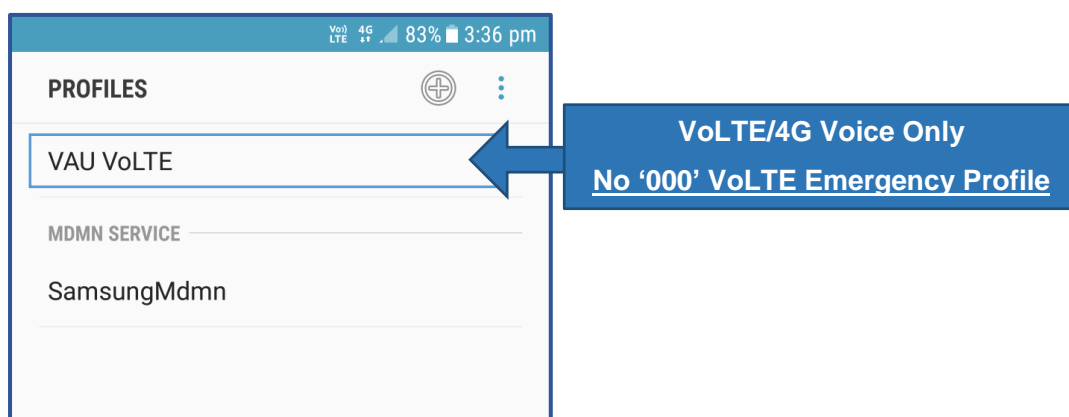 Vo)) LTE 4G 83% 3:36 pm
PROFILES
VAU VoLTE
MDMN SERVICE
SamsungMdmn
VoLTE/4G Voice Only
No ‘000’ VoLTE Emergency Profile